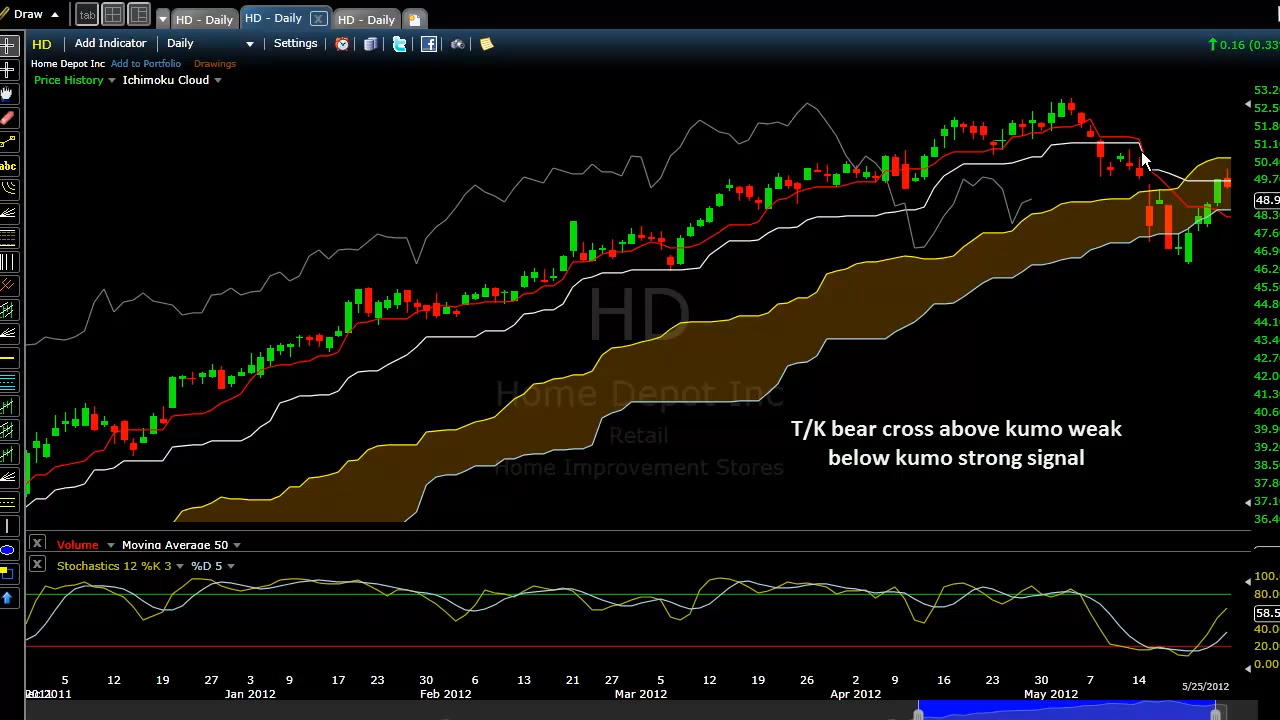 Draw tab HD - Daily HD - Daily HD - Daily
HD Add Indicator Daily Settings 0.16 (0.33
Home Depot Inc Add to Portfolio Drawings
Price History Ichimoku Cloud
53.2
52.5
51.8
51.1
50.4
49.7
48.9
48.3
47.6
46.9
46.2
45.5
44.8
44.1
43.4
42.7
42.0
41.3
40.6
39.9
39.2
38.5
37.8
37.1
36.4
abc
HD
Home Depot Inc
Retail
Home Improvement Stores
T/K bear cross above kumo weak
below kumo strong signal
Volume Moving Average 50
Stochastics 12 %K 3 %D 5
100.
80.0
58.5
40.0
20.0
0.00
5 12 19 27 9 17 23 30 6 13 21 27 5 12 19 26 9 16 23 30 7 14
2011 Jan 2012 Feb 2012 Mar 2012 Apr 2012 May 2012 5/25/2012